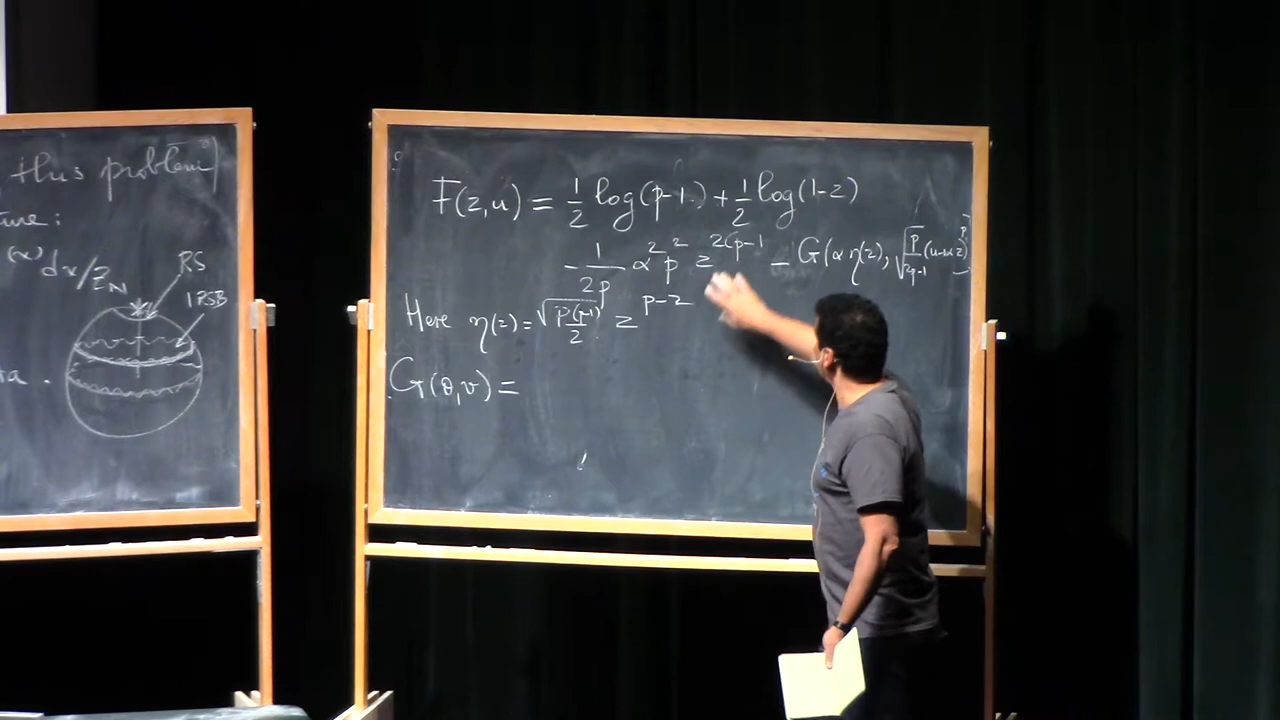 this problem)
ture:
(x) dx/Z_N
RS
1RSB
a.
F(z,u) = 1/2 log(p-1) + 1/2 log(1-z)
- 1/2p α² p² z^2(p-1 - G(α η(z), √p/2p-1 (u-αz)^p
Here η(z) = √p(p-1)/2 z^p-2
G(θ,v) =